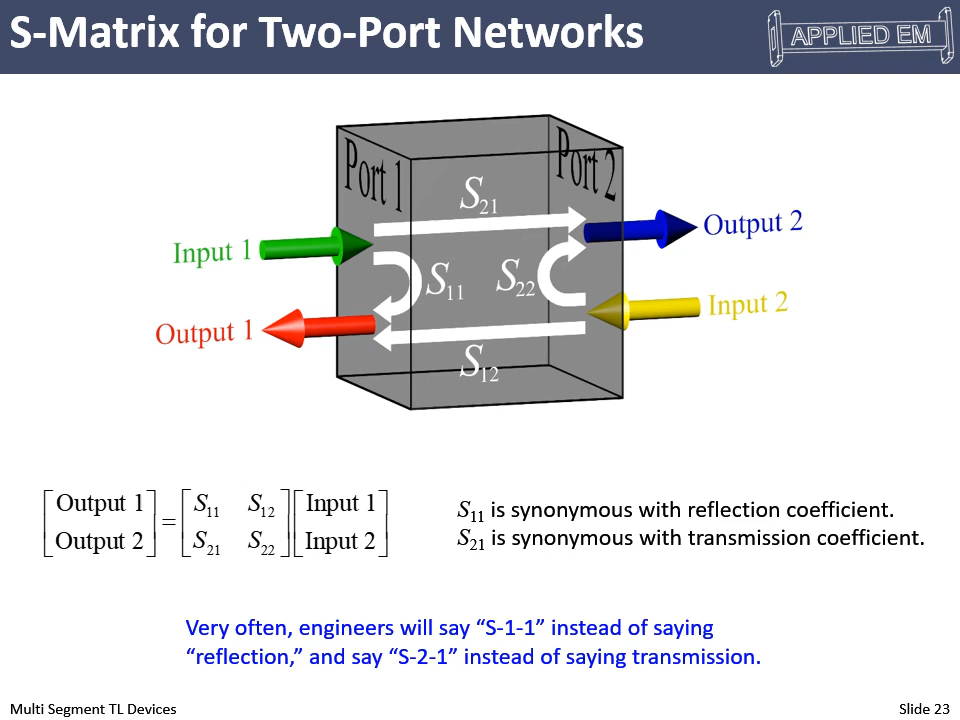 S-Matrix for Two-Port Networks
APPLIED EM
Port 1
Port 2
S21
Input 1
Output 2
S11
S22
Output 1
Input 2
S12
[Output 1] = [S11 S12] [Input 1]
[Output 2] [S21 S22] [Input 2]
S11 is synonymous with reflection coefficient.
S21 is synonymous with transmission coefficient.
Very often, engineers will say “S-1-1” instead of saying
“reflection,” and say “S-2-1” instead of saying transmission.
Multi Segment TL Devices
Slide 23